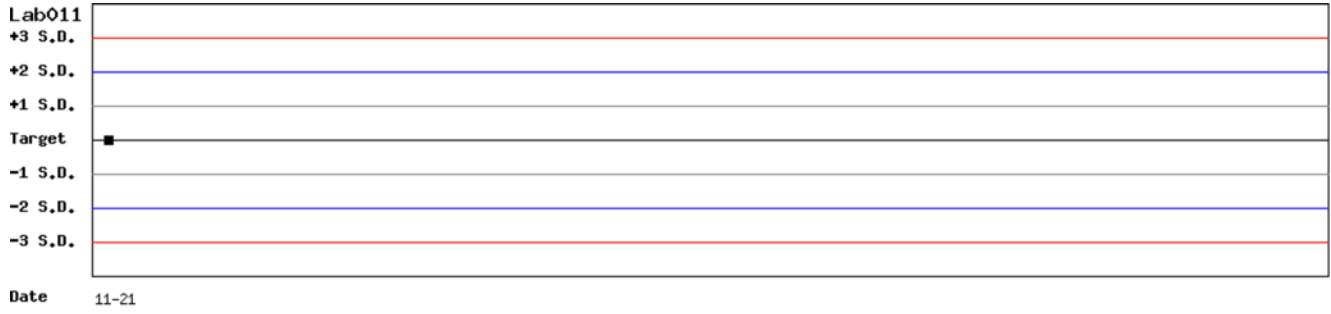 Lab011
+3 S.D.
+2 S.D.
+1 S.D.
Target
-1 S.D.
-2 S.D.
-3 S.D.
Date 11-21